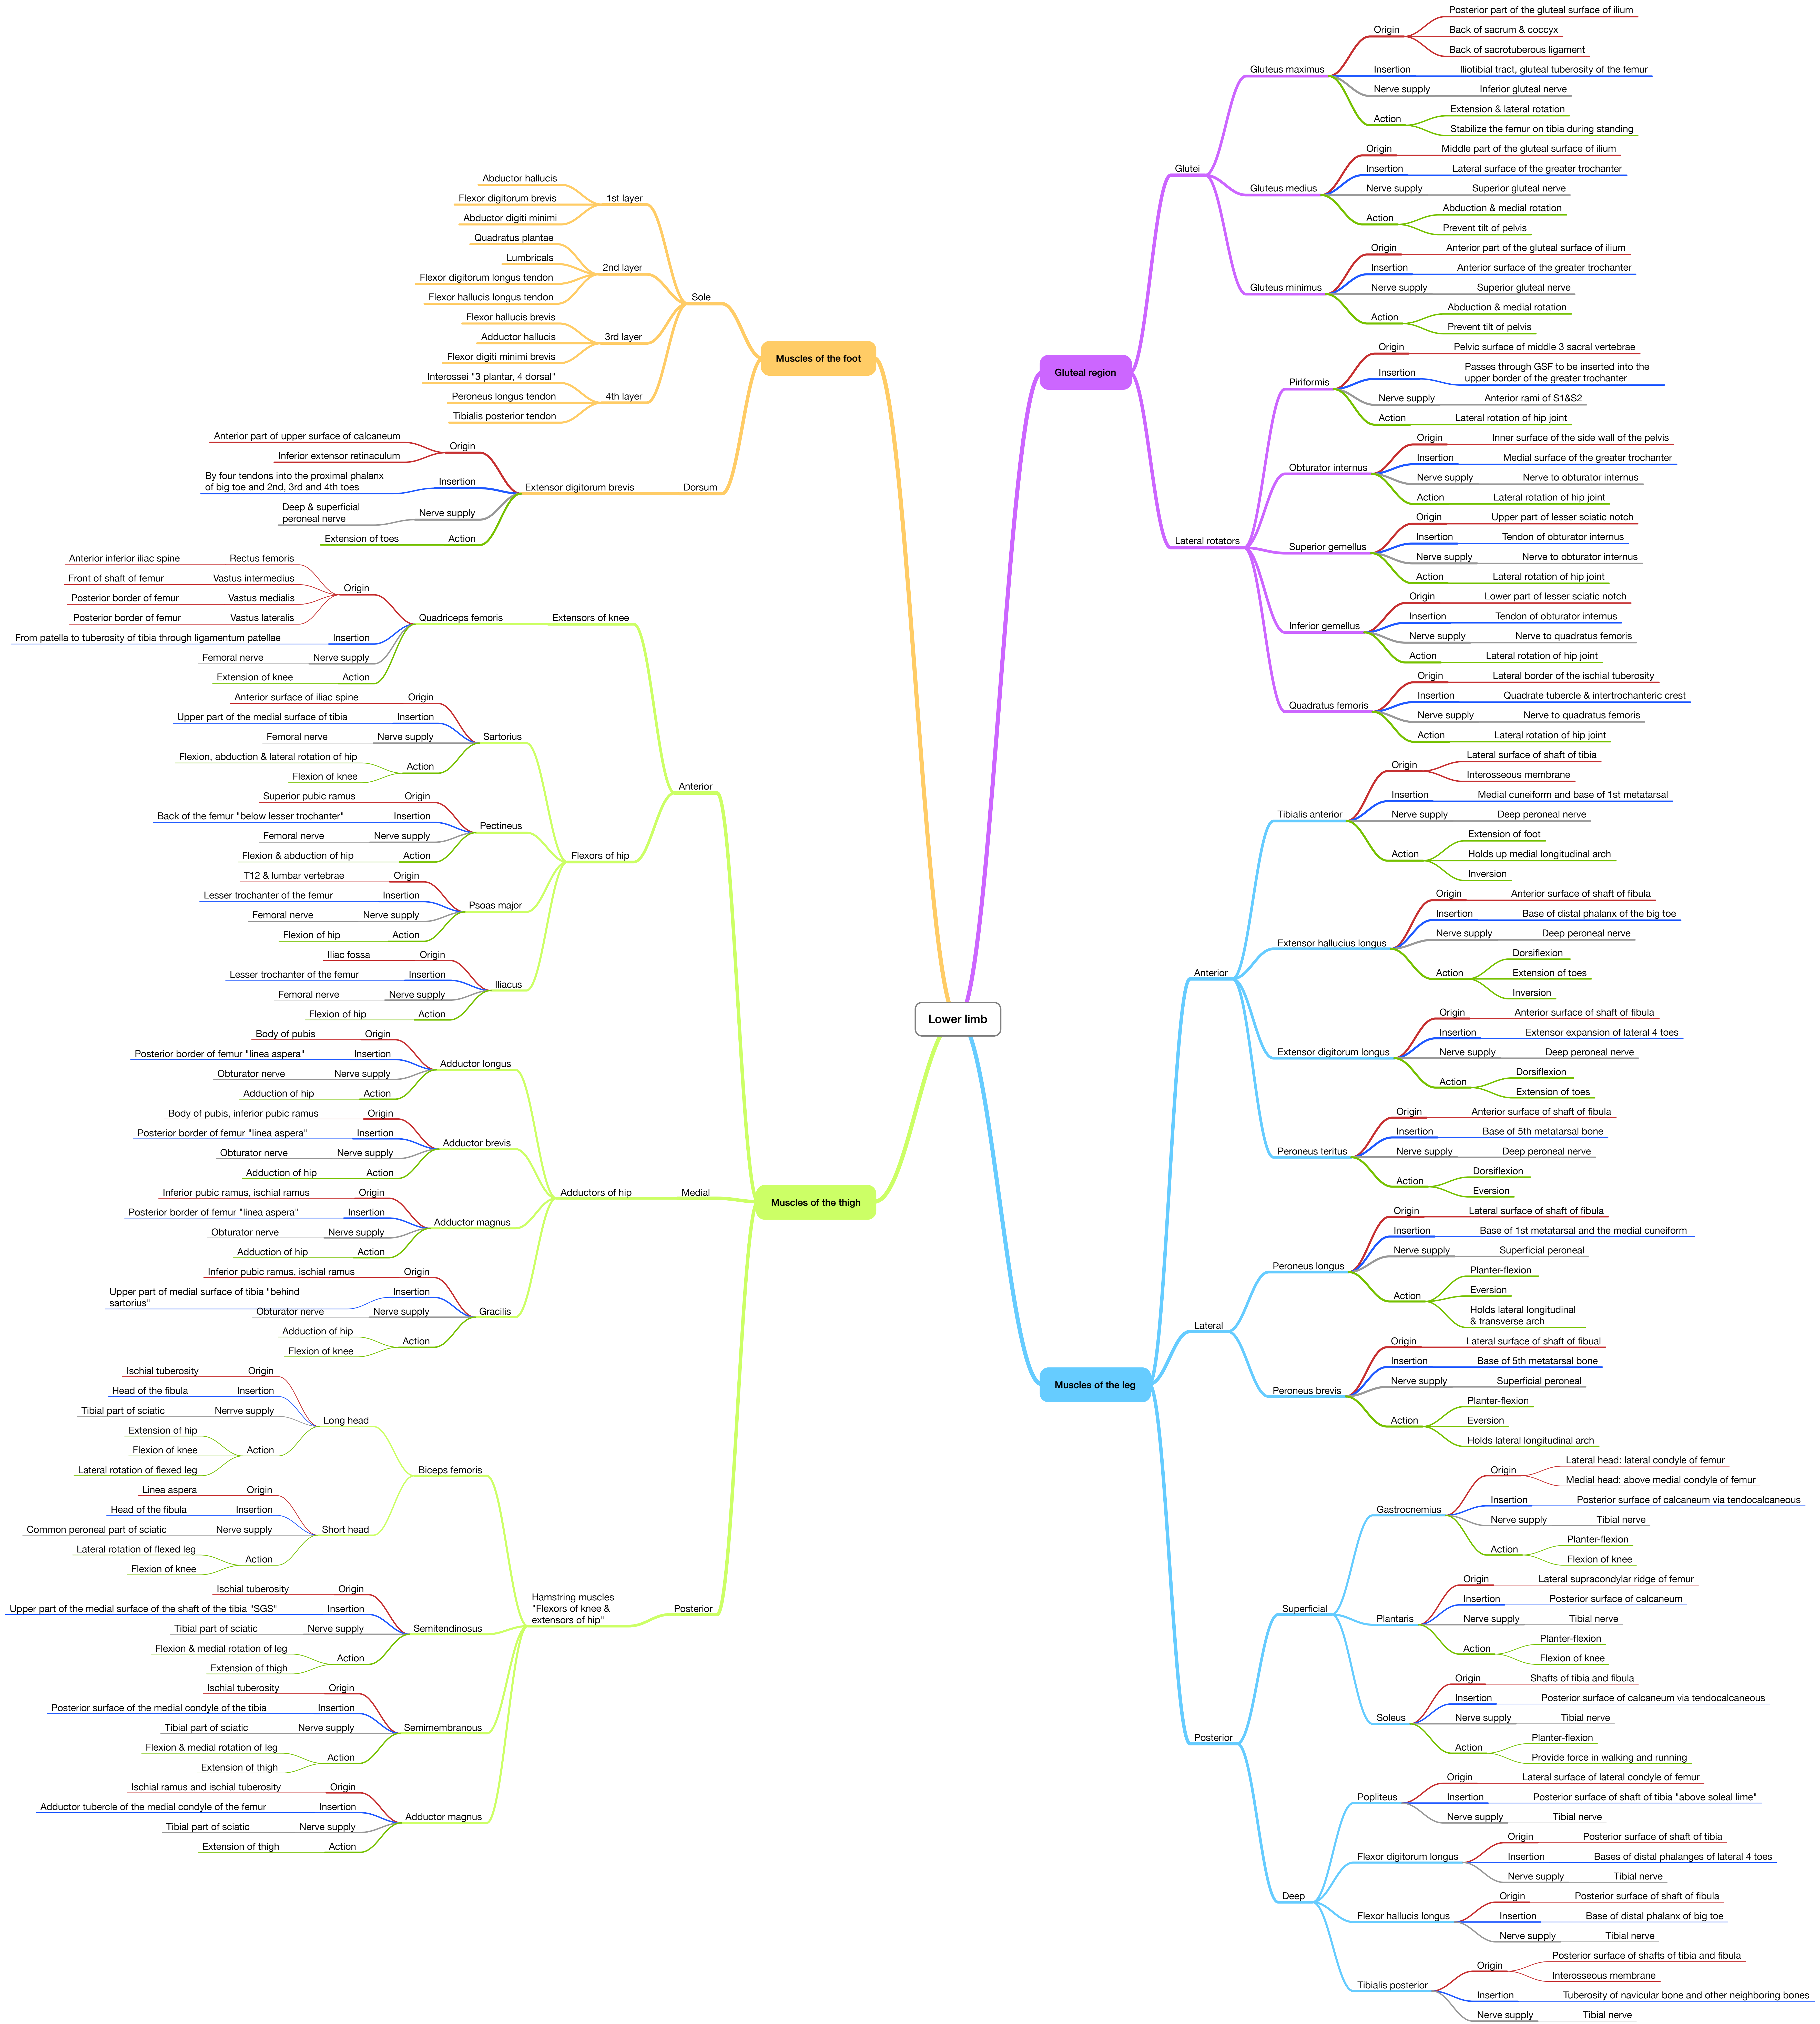 Lower limb
Gluteal region
Glutei
Gluteus maximus
Origin
Posterior part of the gluteal surface of ilium
Back of sacrum & coccyx
Back of sacrotuberous ligament
Insertion
Iliotibial tract, gluteal tuberosity of the femur
Nerve supply
Inferior gluteal nerve
Action
Extension & lateral rotation
Stabilize the femur on tibia during standing
Gluteus medius
Origin
Middle part of the gluteal surface of ilium
Insertion
Lateral surface of the greater trochanter
Nerve supply
Superior gluteal nerve
Action
Abduction & medial rotation
Prevent tilt of pelvis
Gluteus minimus
Origin
Anterior part of the gluteal surface of ilium
Insertion
Anterior surface of the greater trochanter
Nerve supply
Superior gluteal nerve
Action
Abduction & medial rotation
Prevent tilt of pelvis
Lateral rotators
Piriformis
Origin
Pelvic surface of middle 3 sacral vertebrae
Insertion
Passes through GSF to be inserted into the
upper border of the greater trochanter
Nerve supply
Anterior rami of S1&S2
Action
Lateral rotation of hip joint
Obturator internus
Origin
Inner surface of the side wall of the pelvis
Insertion
Medial surface of the greater trochanter
Nerve supply
Nerve to obturator internus
Action
Lateral rotation of hip joint
Superior gemellus
Origin
Upper part of lesser sciatic notch
Insertion
Tendon of obturator internus
Nerve supply
Nerve to obturator internus
Action
Lateral rotation of hip joint
Inferior gemellus
Origin
Lower part of lesser sciatic notch
Insertion
Tendon of obturator internus
Nerve supply
Nerve to quadratus femoris
Action
Lateral rotation of hip joint
Quadratus femoris
Origin
Lateral border of the ischial tuberosity
Insertion
Quadrate tubercle & intertrochanteric crest
Nerve supply
Nerve to quadratus femoris
Action
Lateral rotation of hip joint
Muscles of the leg
Anterior
Tibialis anterior
Origin
Lateral surface of shaft of tibia
Interosseous membrane
Insertion
Medial cuneiform and base of 1st metatarsal
Nerve supply
Deep peroneal nerve
Action
Extension of foot
Holds up medial longitudinal arch
Inversion
Extensor hallucius longus
Origin
Anterior surface of shaft of fibula
Insertion
Base of distal phalanx of the big toe
Nerve supply
Deep peroneal nerve
Action
Dorsiflexion
Extension of toes
Inversion
Extensor digitorum longus
Origin
Anterior surface of shaft of fibula
Insertion
Extensor expansion of lateral 4 toes
Nerve supply
Deep peroneal nerve
Action
Dorsiflexion
Extension of toes
Peroneus teritus
Origin
Anterior surface of shaft of fibula
Insertion
Base of 5th metatarsal bone
Nerve supply
Deep peroneal nerve
Action
Dorsiflexion
Eversion
Lateral
Peroneus longus
Origin
Lateral surface of shaft of fibula
Insertion
Base of 1st metatarsal and the medial cuneiform
Nerve supply
Superficial peroneal
Action
Planter-flexion
Eversion
Holds lateral longitudinal
& transverse arch
Peroneus brevis
Origin
Lateral surface of shaft of fibual
Insertion
Base of 5th metatarsal bone
Nerve supply
Superficial peroneal
Action
Planter-flexion
Eversion
Holds lateral longitudinal arch
Posterior
Superficial
Gastrocnemius
Origin
Lateral head: lateral condyle of femur
Medial head: above medial condyle of femur
Insertion
Posterior surface of calcaneum via tendocalcaneous
Nerve supply
Tibial nerve
Action
Planter-flexion
Flexion of knee
Plantaris
Origin
Lateral supracondylar ridge of femur
Insertion
Posterior surface of calcaneum
Nerve supply
Tibial nerve
Action
Planter-flexion
Flexion of knee
Soleus
Origin
Shafts of tibia and fibula
Insertion
Posterior surface of calcaneum via tendocalcaneous
Nerve supply
Tibial nerve
Action
Planter-flexion
Provide force in walking and running
Deep
Popliteus
Origin
Lateral surface of lateral condyle of femur
Insertion
Posterior surface of shaft of tibia "above soleal lime"
Nerve supply
Tibial nerve
Flexor digitorum longus
Origin
Posterior surface of shaft of tibia
Insertion
Bases of distal phalanges of lateral 4 toes
Nerve supply
Tibial nerve
Flexor hallucis longus
Origin
Posterior surface of shaft of fibula
Insertion
Base of distal phalanx of big toe
Nerve supply
Tibial nerve
Tibialis posterior
Origin
Posterior surface of shafts of tibia and fibula
Interosseous membrane
Insertion
Tuberosity of navicular bone and other neighboring bones
Nerve supply
Tibial nerve
Muscles of the foot
Sole
1st layer
Abductor hallucis
Flexor digitorum brevis
Abductor digiti minimi
2nd layer
Quadratus plantae
Lumbricals
Flexor digitorum longus tendon
Flexor hallucis longus tendon
3rd layer
Flexor hallucis brevis
Adductor hallucis
Flexor digiti minimi brevis
4th layer
Interossei "3 plantar, 4 dorsal"
Peroneus longus tendon
Tibialis posterior tendon
Dorsum
Extensor digitorum brevis
Origin
Anterior part of upper surface of calcaneum
Inferior extensor retinaculum
Insertion
By four tendons into the proximal phalanx
of big toe and 2nd, 3rd and 4th toes
Nerve supply
Deep & superficial
peroneal nerve
Action
Extension of toes
Muscles of the thigh
Anterior
Extensors of knee
Quadriceps femoris
Origin
Rectus femoris
Anterior inferior iliac spine
Vastus intermedius
Front of shaft of femur
Vastus medialis
Posterior border of femur
Vastus lateralis
Posterior border of femur
Insertion
From patella to tuberosity of tibia through ligamentum patellae
Nerve supply
Femoral nerve
Action
Extension of knee
Flexors of hip
Sartorius
Origin
Anterior surface of iliac spine
Insertion
Upper part of the medial surface of tibia
Nerve supply
Femoral nerve
Action
Flexion, abduction & lateral rotation of hip
Flexion of knee
Pectineus
Origin
Superior pubic ramus
Insertion
Back of the femur "below lesser trochanter"
Nerve supply
Femoral nerve
Action
Flexion & abduction of hip
Psoas major
Origin
T12 & lumbar vertebrae
Insertion
Lesser trochanter of the femur
Nerve supply
Femoral nerve
Action
Flexion of hip
Iliacus
Origin
Iliac fossa
Insertion
Lesser trochanter of the femur
Nerve supply
Femoral nerve
Action
Flexion of hip
Medial
Adductors of hip
Adductor longus
Origin
Body of pubis
Insertion
Posterior border of femur "linea aspera"
Nerve supply
Obturator nerve
Action
Adduction of hip
Adductor brevis
Origin
Body of pubis, inferior pubic ramus
Insertion
Posterior border of femur "linea aspera"
Nerve supply
Obturator nerve
Action
Adduction of hip
Adductor magnus
Origin
Inferior pubic ramus, ischial ramus
Insertion
Posterior border of femur "linea aspera"
Nerve supply
Obturator nerve
Action
Adduction of hip
Gracilis
Origin
Inferior pubic ramus, ischial ramus
Insertion
Upper part of medial surface of tibia "behind
sartorius"
Nerve supply
Obturator nerve
Action
Adduction of hip
Flexion of knee
Posterior
Hamstring muscles
"Flexors of knee &
extensors of hip"
Biceps femoris
Long head
Origin
Ischial tuberosity
Insertion
Head of the fibula
Nerrve supply
Tibial part of sciatic
Action
Extension of hip
Flexion of knee
Lateral rotation of flexed leg
Short head
Origin
Linea aspera
Insertion
Head of the fibula
Nerve supply
Common peroneal part of sciatic
Action
Lateral rotation of flexed leg
Flexion of knee
Semitendinosus
Origin
Ischial tuberosity
Insertion
Upper part of the medial surface of the shaft of the tibia "SGS"
Nerve supply
Tibial part of sciatic
Action
Flexion & medial rotation of leg
Extension of thigh
Semimembranous
Origin
Ischial tuberosity
Insertion
Posterior surface of the medial condyle of the tibia
Nerve supply
Tibial part of sciatic
Action
Flexion & medial rotation of leg
Extension of thigh
Adductor magnus
Origin
Ischial ramus and ischial tuberosity
Insertion
Adductor tubercle of the medial condyle of the femur
Nerve supply
Tibial part of sciatic
Action
Extension of thigh